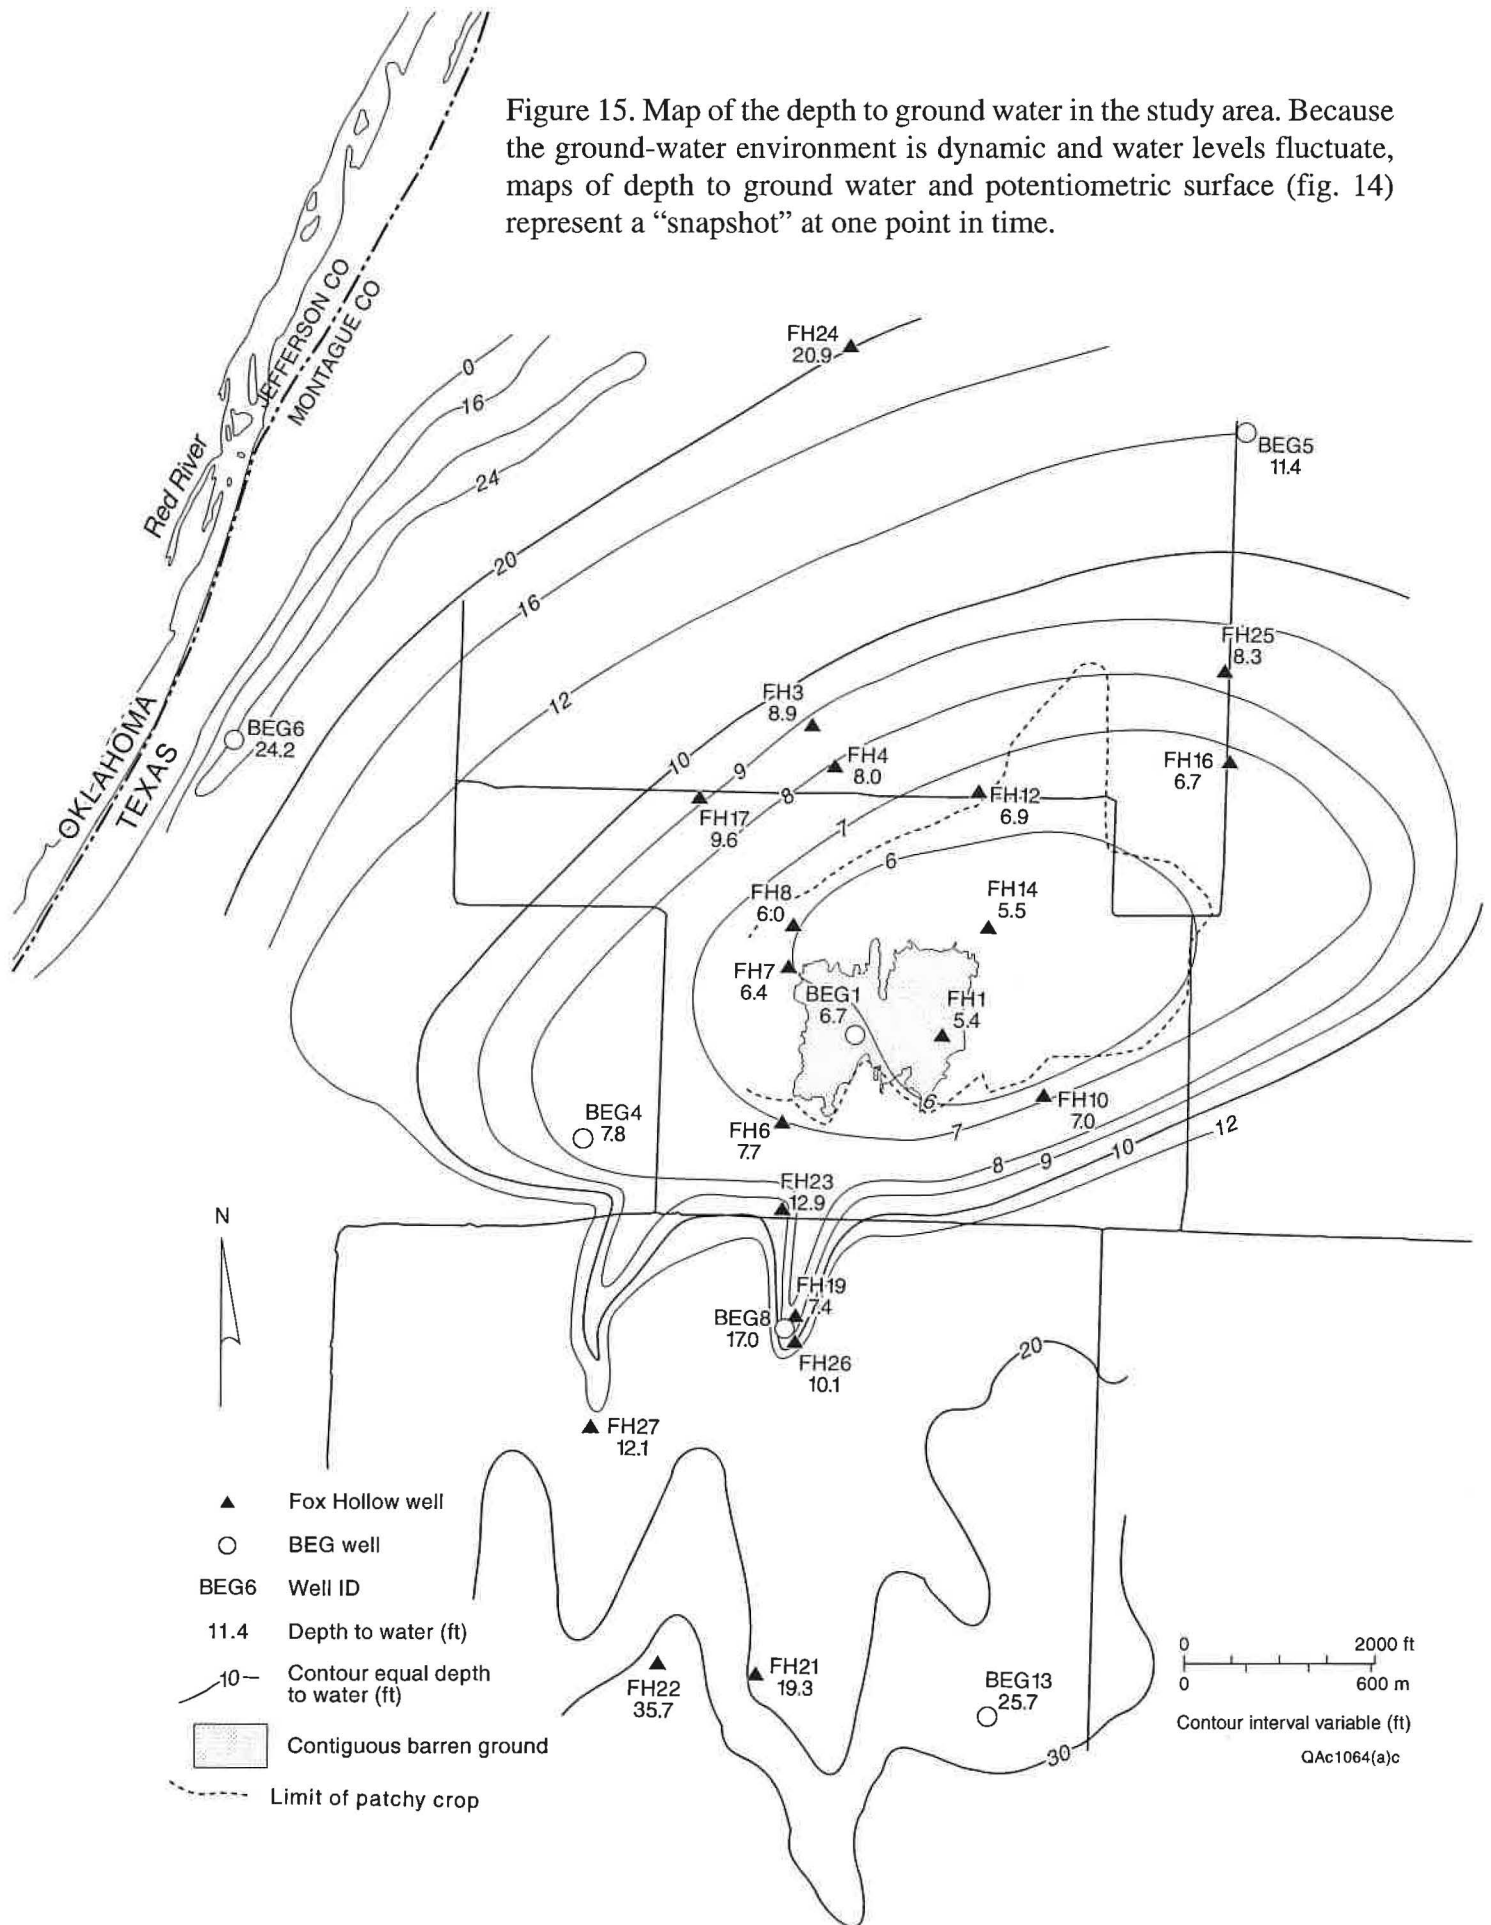 Figure 15. Map of the depth to ground water in the study area. Because
the ground-water environment is dynamic and water levels fluctuate,
maps of depth to ground water and potentiometric surface (fig. 14)
represent a “snapshot” at one point in time.
JEFFERSON CO
MONTAGUE CO
Red River
OKLAHOMA
TEXAS
0
16
24
20
16
12
10
9
8
7
6
FH24
20.9
BEG5
11.4
FH25
8.3
FH3
8.9
BEG6
24.2
FH4
8.0
FH16
6.7
FH17
9.6
FH12
6.9
FH8
6.0
FH14
5.5
FH7
6.4
BEG1
6.7
FH1
5.4
6
FH10
7.0
BEG4
7.8
FH6
7.7
7
8
9
10
12
FH23
12.9
N
FH19
7.4
BEG8
17.0
FH26
10.1
20
FH27
12.1
FH22
35.7
FH21
19.3
BEG13
25.7
30
Fox Hollow well
BEG well
BEG6 Well ID
11.4 Depth to water (ft)
10 Contour equal depth
to water (ft)
Contiguous barren ground
Limit of patchy crop
0 2000 ft
0 600 m
Contour interval variable (ft)
QAc1064(a)c